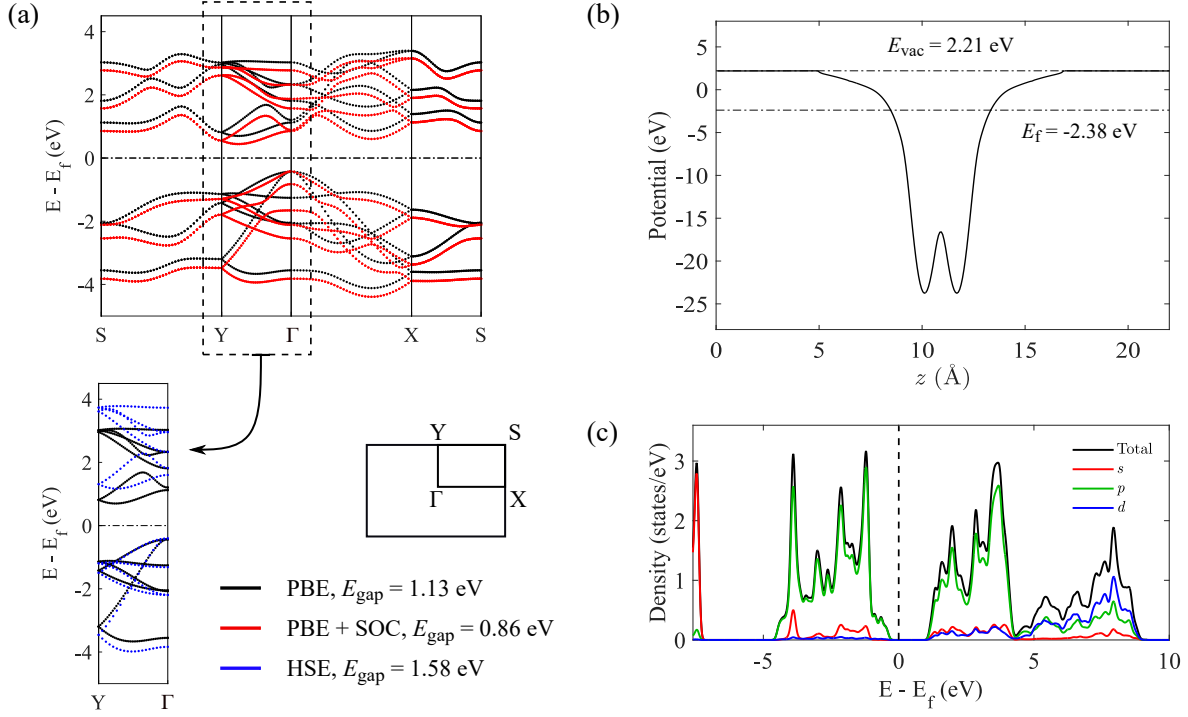 (a)
4
2
0
-2
-4
E - E_f (eV)
S
Y
Γ
X
S
4
2
0
-2
-4
E - E_f (eV)
Y
Γ
Y
S
Γ
X
PBE, E_gap = 1.13 eV
PBE + SOC, E_gap = 0.86 eV
HSE, E_gap = 1.58 eV
(b)
5
0
-5
-10
-15
-20
-25
Potential (eV)
E_vac = 2.21 eV
E_f = -2.38 eV
0
5
10
15
20
z (Å)
(c)
3
2
1
0
Density (states/eV)
Total
s
p
d
-5
0
5
10
E - E_f (eV)